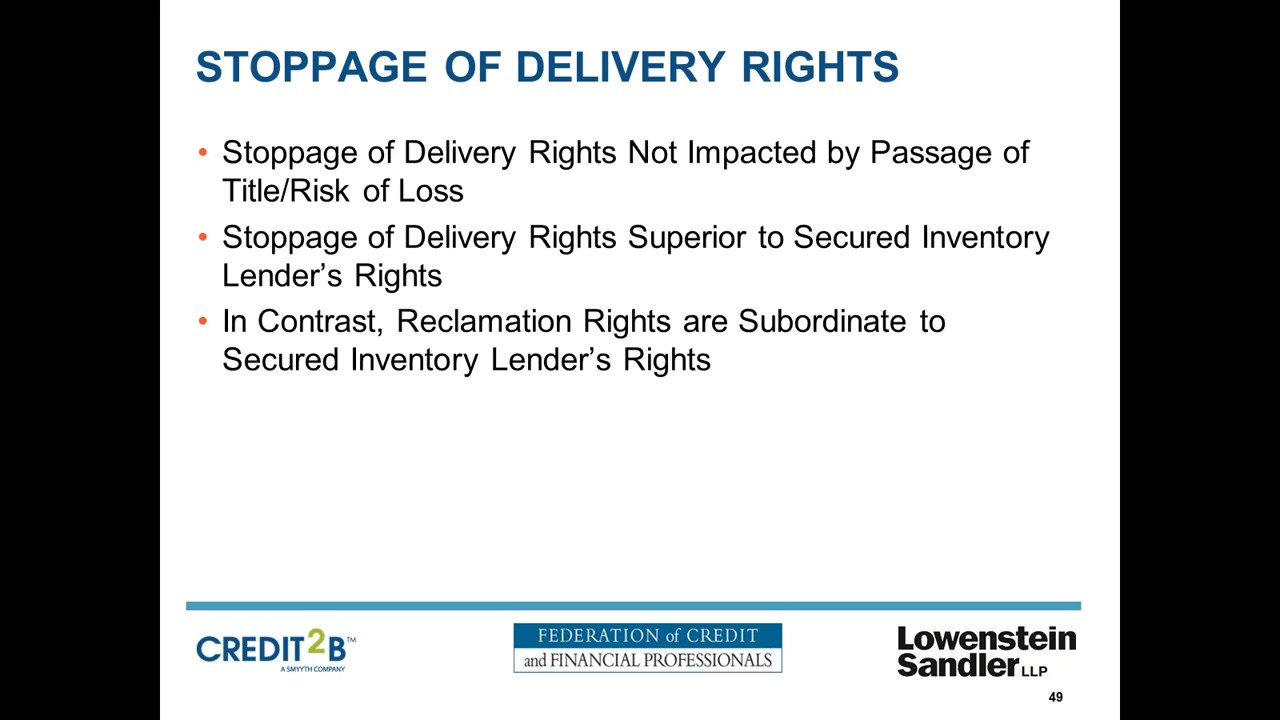 STOPPAGE OF DELIVERY RIGHTS
• Stoppage of Delivery Rights Not Impacted by Passage of
Title/Risk of Loss
• Stoppage of Delivery Rights Superior to Secured Inventory
Lender’s Rights
• In Contrast, Reclamation Rights are Subordinate to
Secured Inventory Lender’s Rights
CREDIT2B™
A SMYYTH COMPANY
FEDERATION of CREDIT
and FINANCIAL PROFESSIONALS
Lowenstein
Sandler LLP
49